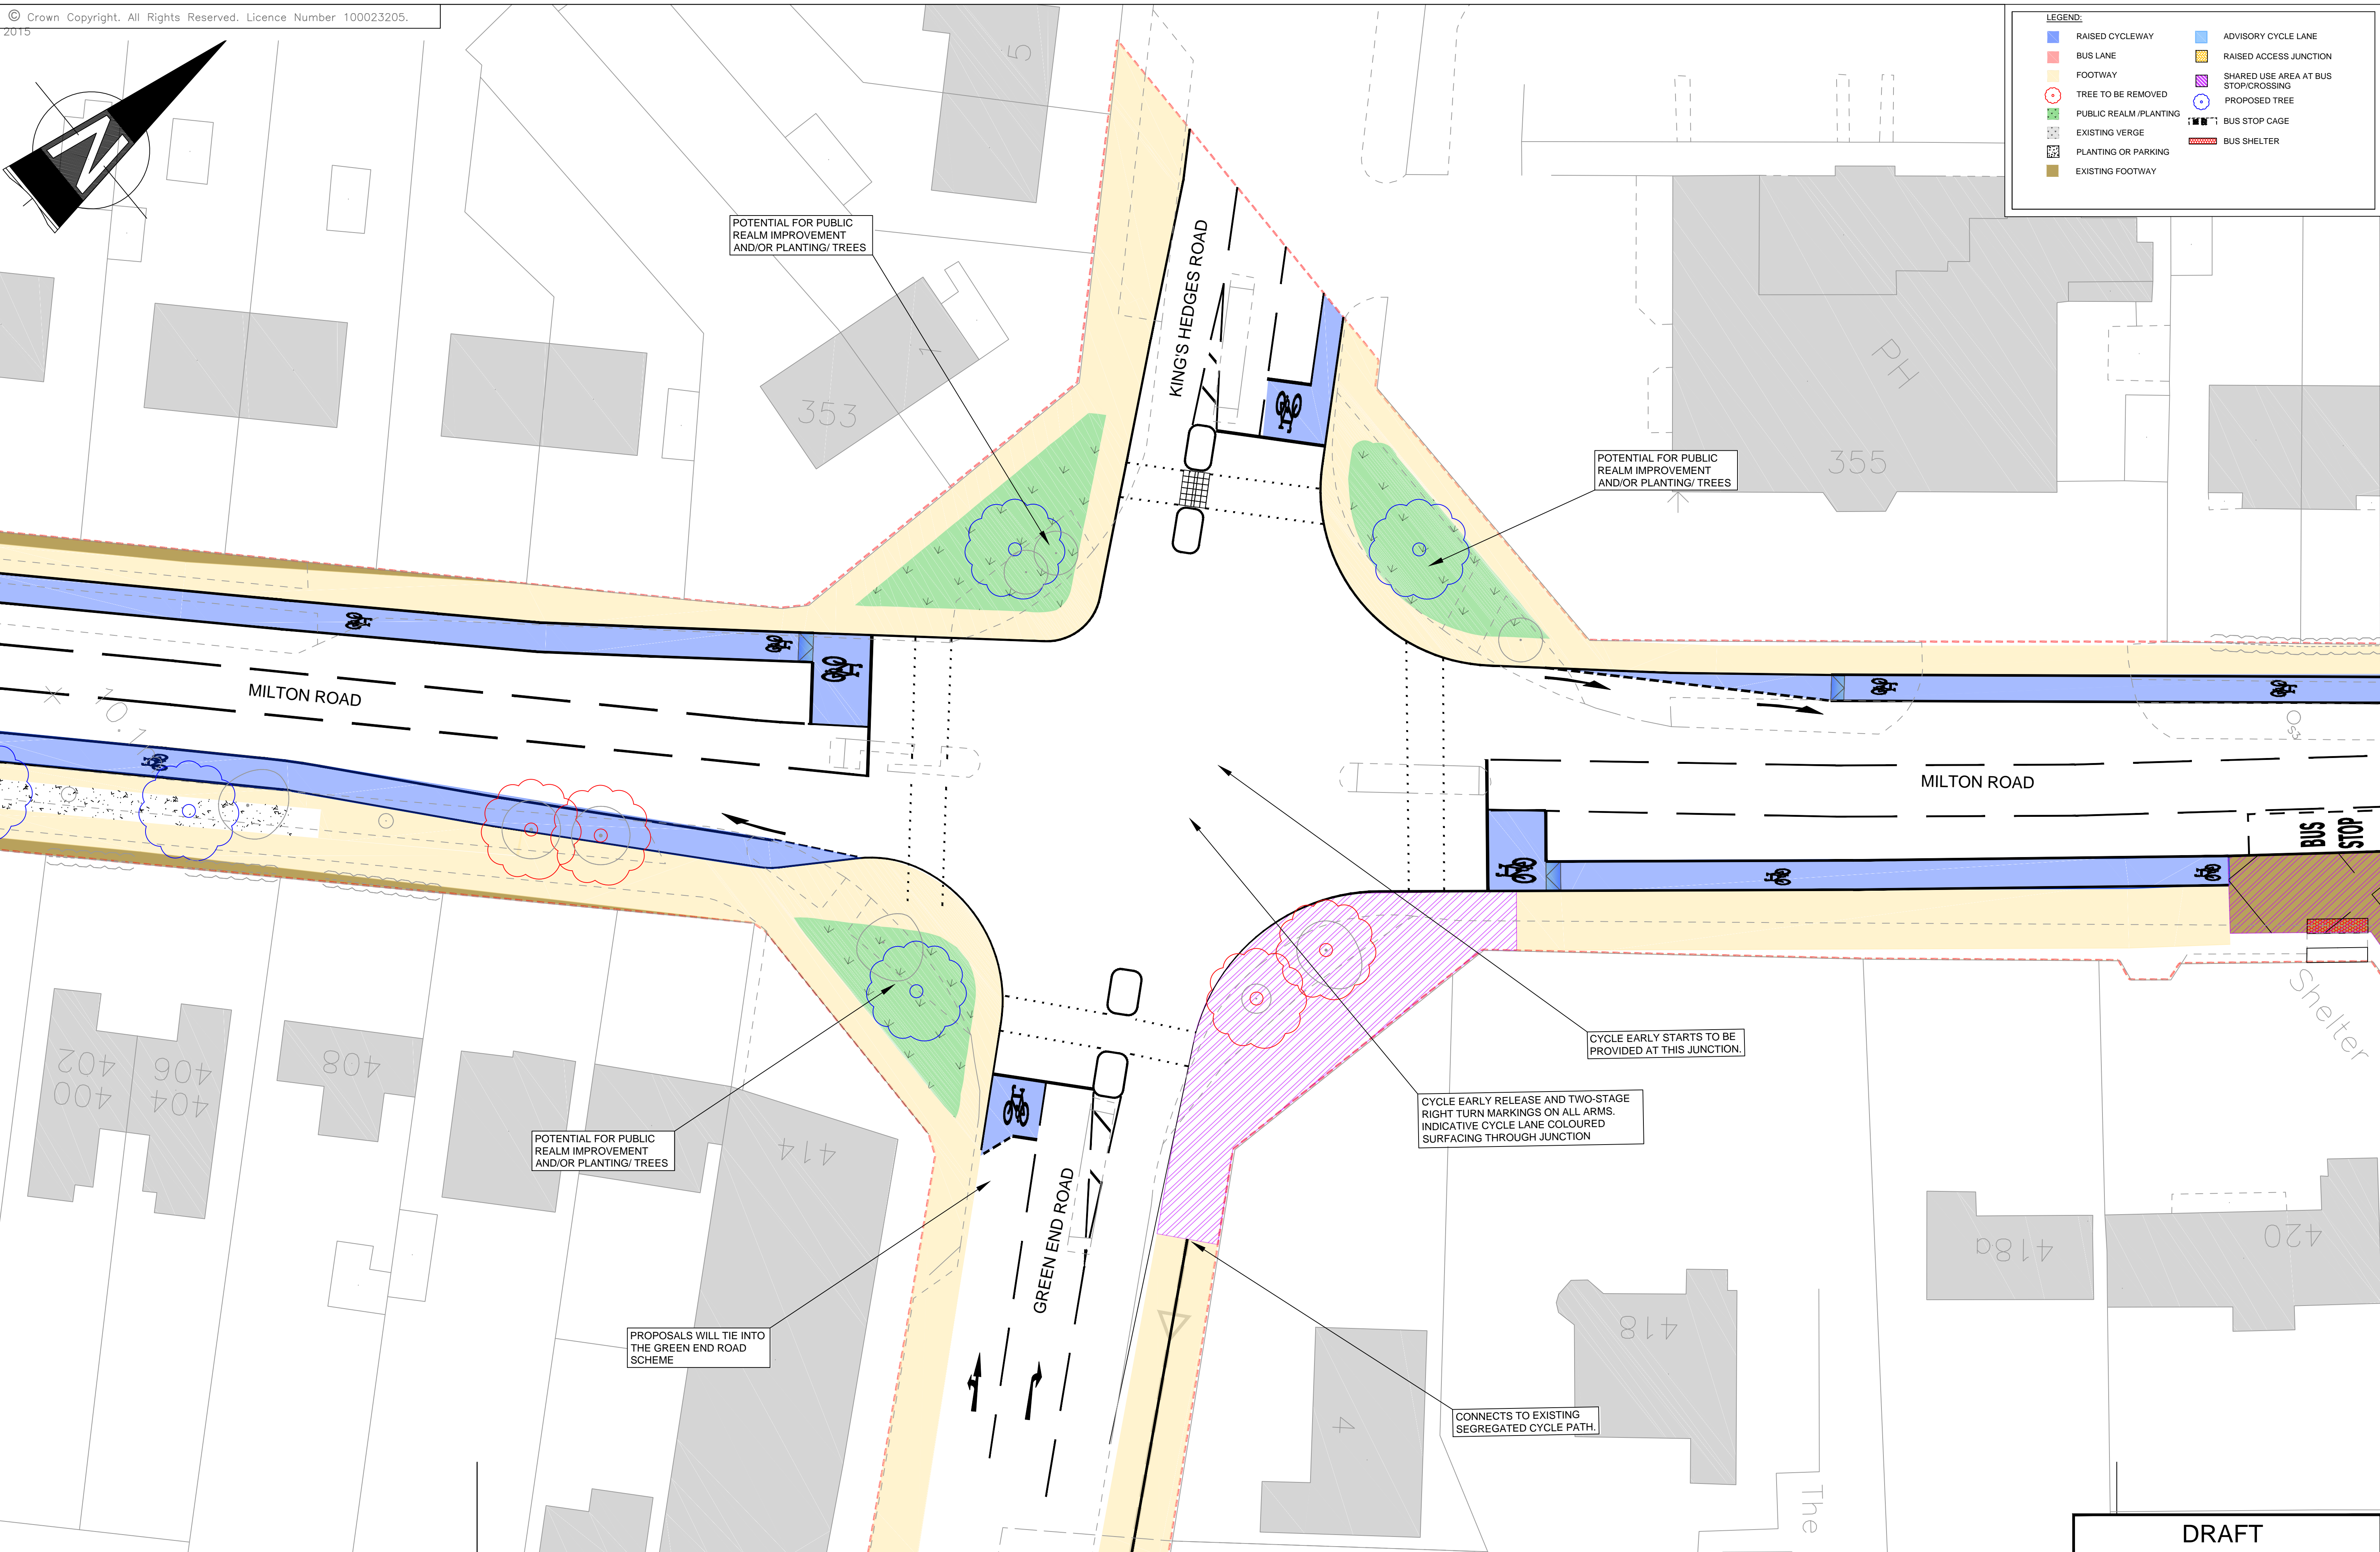 © Crown Copyright. All Rights Reserved. Licence Number 100023205.
2015
N
LEGEND:
RAISED CYCLEWAY
BUS LANE
FOOTWAY
TREE TO BE REMOVED
PUBLIC REALM /PLANTING
EXISTING VERGE
PLANTING OR PARKING
EXISTING FOOTWAY
ADVISORY CYCLE LANE
RAISED ACCESS JUNCTION
SHARED USE AREA AT BUS
STOP/CROSSING
PROPOSED TREE
BUS STOP CAGE
BUS SHELTER
5
POTENTIAL FOR PUBLIC
REALM IMPROVEMENT
AND/OR PLANTING/ TREES
KING'S HEDGES ROAD
1
353
PH
355
POTENTIAL FOR PUBLIC
REALM IMPROVEMENT
AND/OR PLANTING/ TREES
MILTON ROAD
MILTON ROAD
BUS
STOP
Shelter
402
400
406
404
408
414
POTENTIAL FOR PUBLIC
REALM IMPROVEMENT
AND/OR PLANTING/ TREES
CYCLE EARLY STARTS TO BE
PROVIDED AT THIS JUNCTION.
CYCLE EARLY RELEASE AND TWO-STAGE
RIGHT TURN MARKINGS ON ALL ARMS.
INDICATIVE CYCLE LANE COLOURED
SURFACING THROUGH JUNCTION
GREEN END ROAD
PROPOSALS WILL TIE INTO
THE GREEN END ROAD
SCHEME
418a
420
418
4
CONNECTS TO EXISTING
SEGREGATED CYCLE PATH.
The
DRAFT